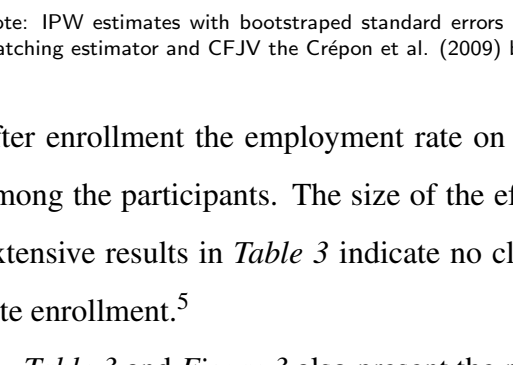 ote: IPW estimates with bootstraped standard errors
atching estimator and CFJV the Crépon et al. (2009) b
fter enrollment the employment rate on
mong the participants. The size of the ef
xtensive results in Table 3 indicate no cl
te enrollment.5
Table 3 and Figure 3 also present the